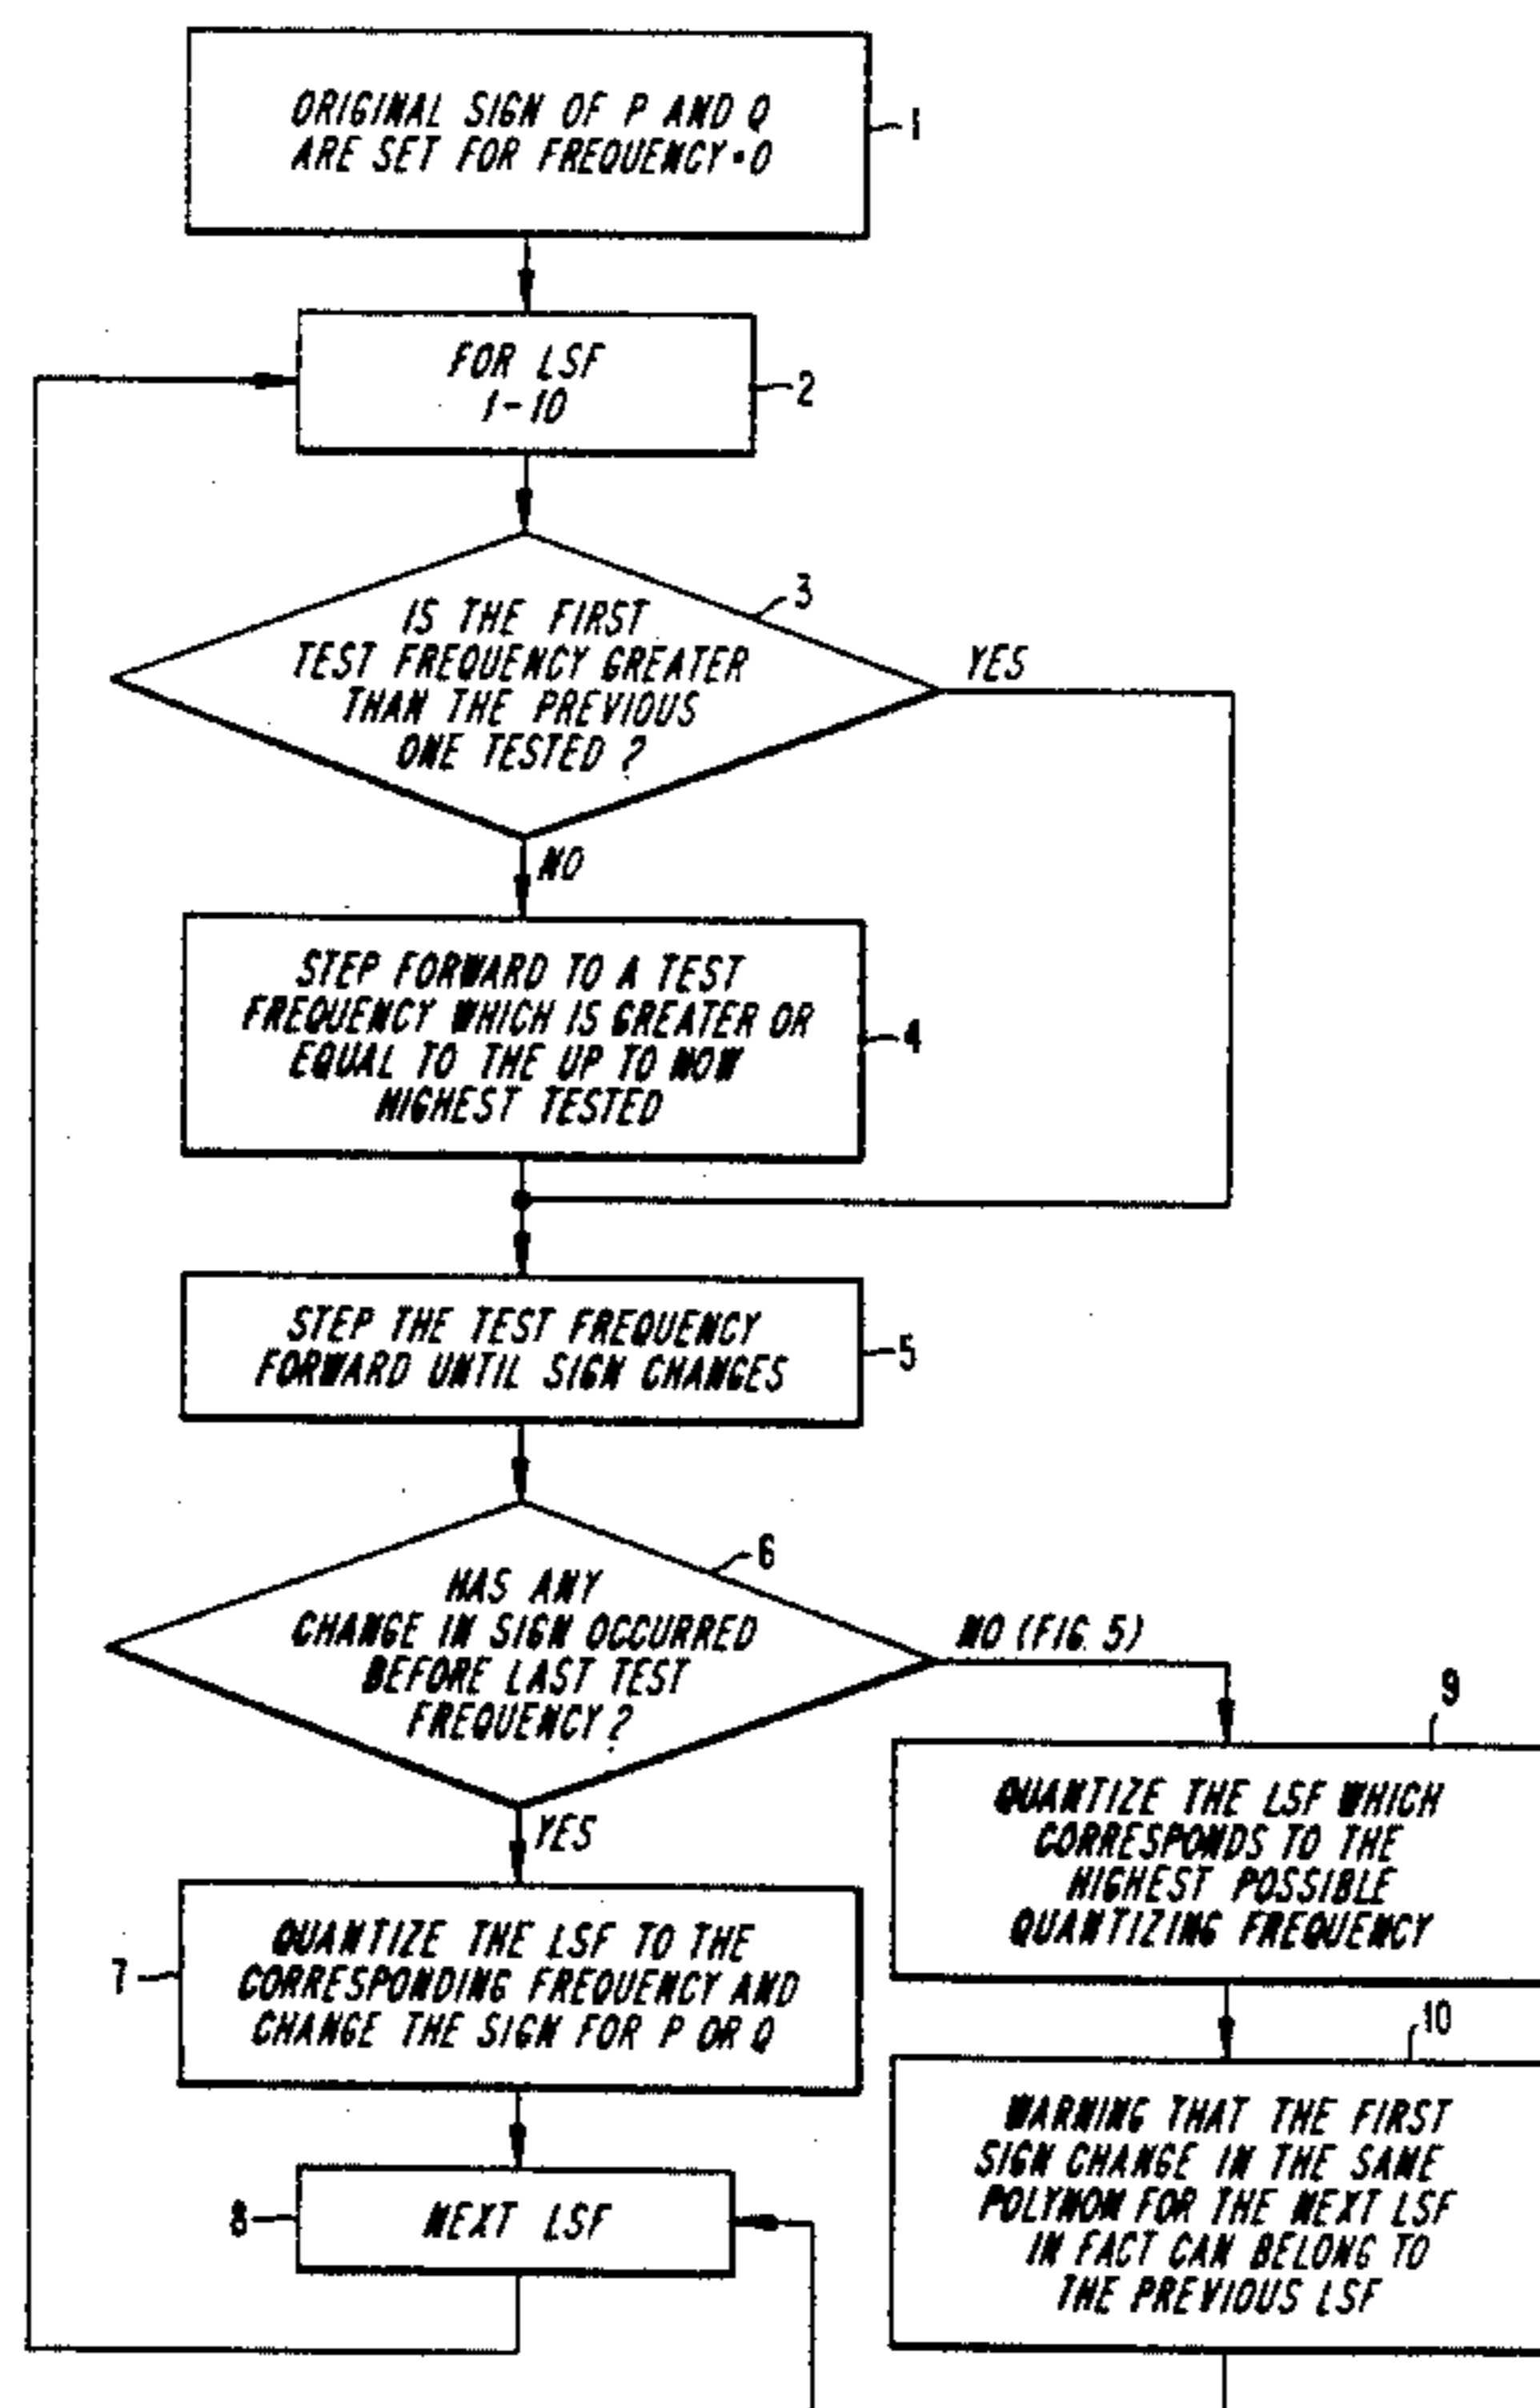 ORIGINAL SIGN OF P AND Q
ARE SET FOR FREQUENCY=0
1
FOR LSF
1-10
2
3
IS THE FIRST
TEST FREQUENCY GREATER
THAN THE PREVIOUS
ONE TESTED ?
YES
NO
STEP FORWARD TO A TEST
FREQUENCY WHICH IS GREATER OR
EQUAL TO THE UP TO NOW
HIGHEST TESTED
4
STEP THE TEST FREQUENCY
FORWARD UNTIL SIGN CHANGES
5
6
HAS ANY
CHANGE IN SIGN OCCURRED
BEFORE LAST TEST
FREQUENCY ?
NO (FIG. 5)
YES
9
QUANTIZE THE LSF WHICH
CORRESPONDS TO THE
HIGHEST POSSIBLE
QUANTIZING FREQUENCY
7
QUANTIZE THE LSF TO THE
CORRESPONDING FREQUENCY AND
CHANGE THE SIGN FOR P OR Q
10
WARNING THAT THE FIRST
SIGN CHANGE IN THE SAME
POLYNOM FOR THE NEXT LSF
IN FACT CAN BELONG TO
THE PREVIOUS LSF
8
NEXT LSF